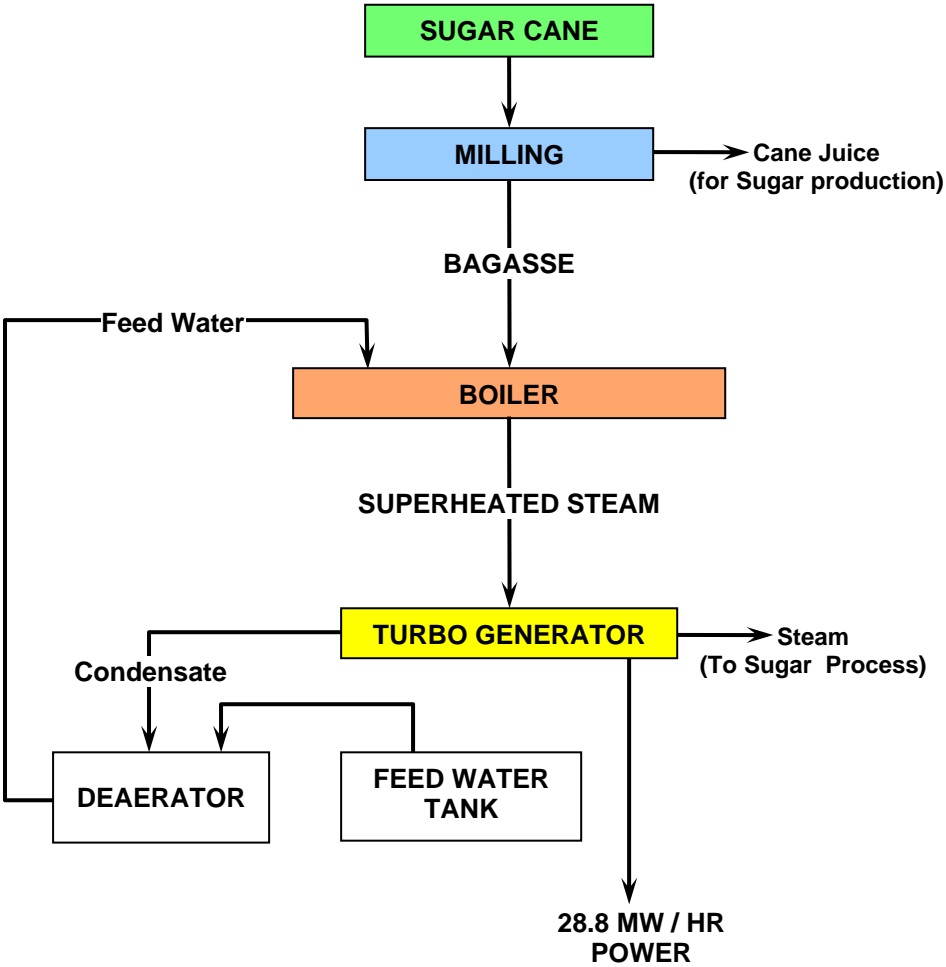 SUGAR CANE
MILLING
Cane Juice
(for Sugar production)
BAGASSE
Feed Water
BOILER
SUPERHEATED STEAM
TURBO GENERATOR
Steam
(To Sugar Process)
Condensate
DEAERATOR
FEED WATER
TANK
28.8 MW / HR
POWER